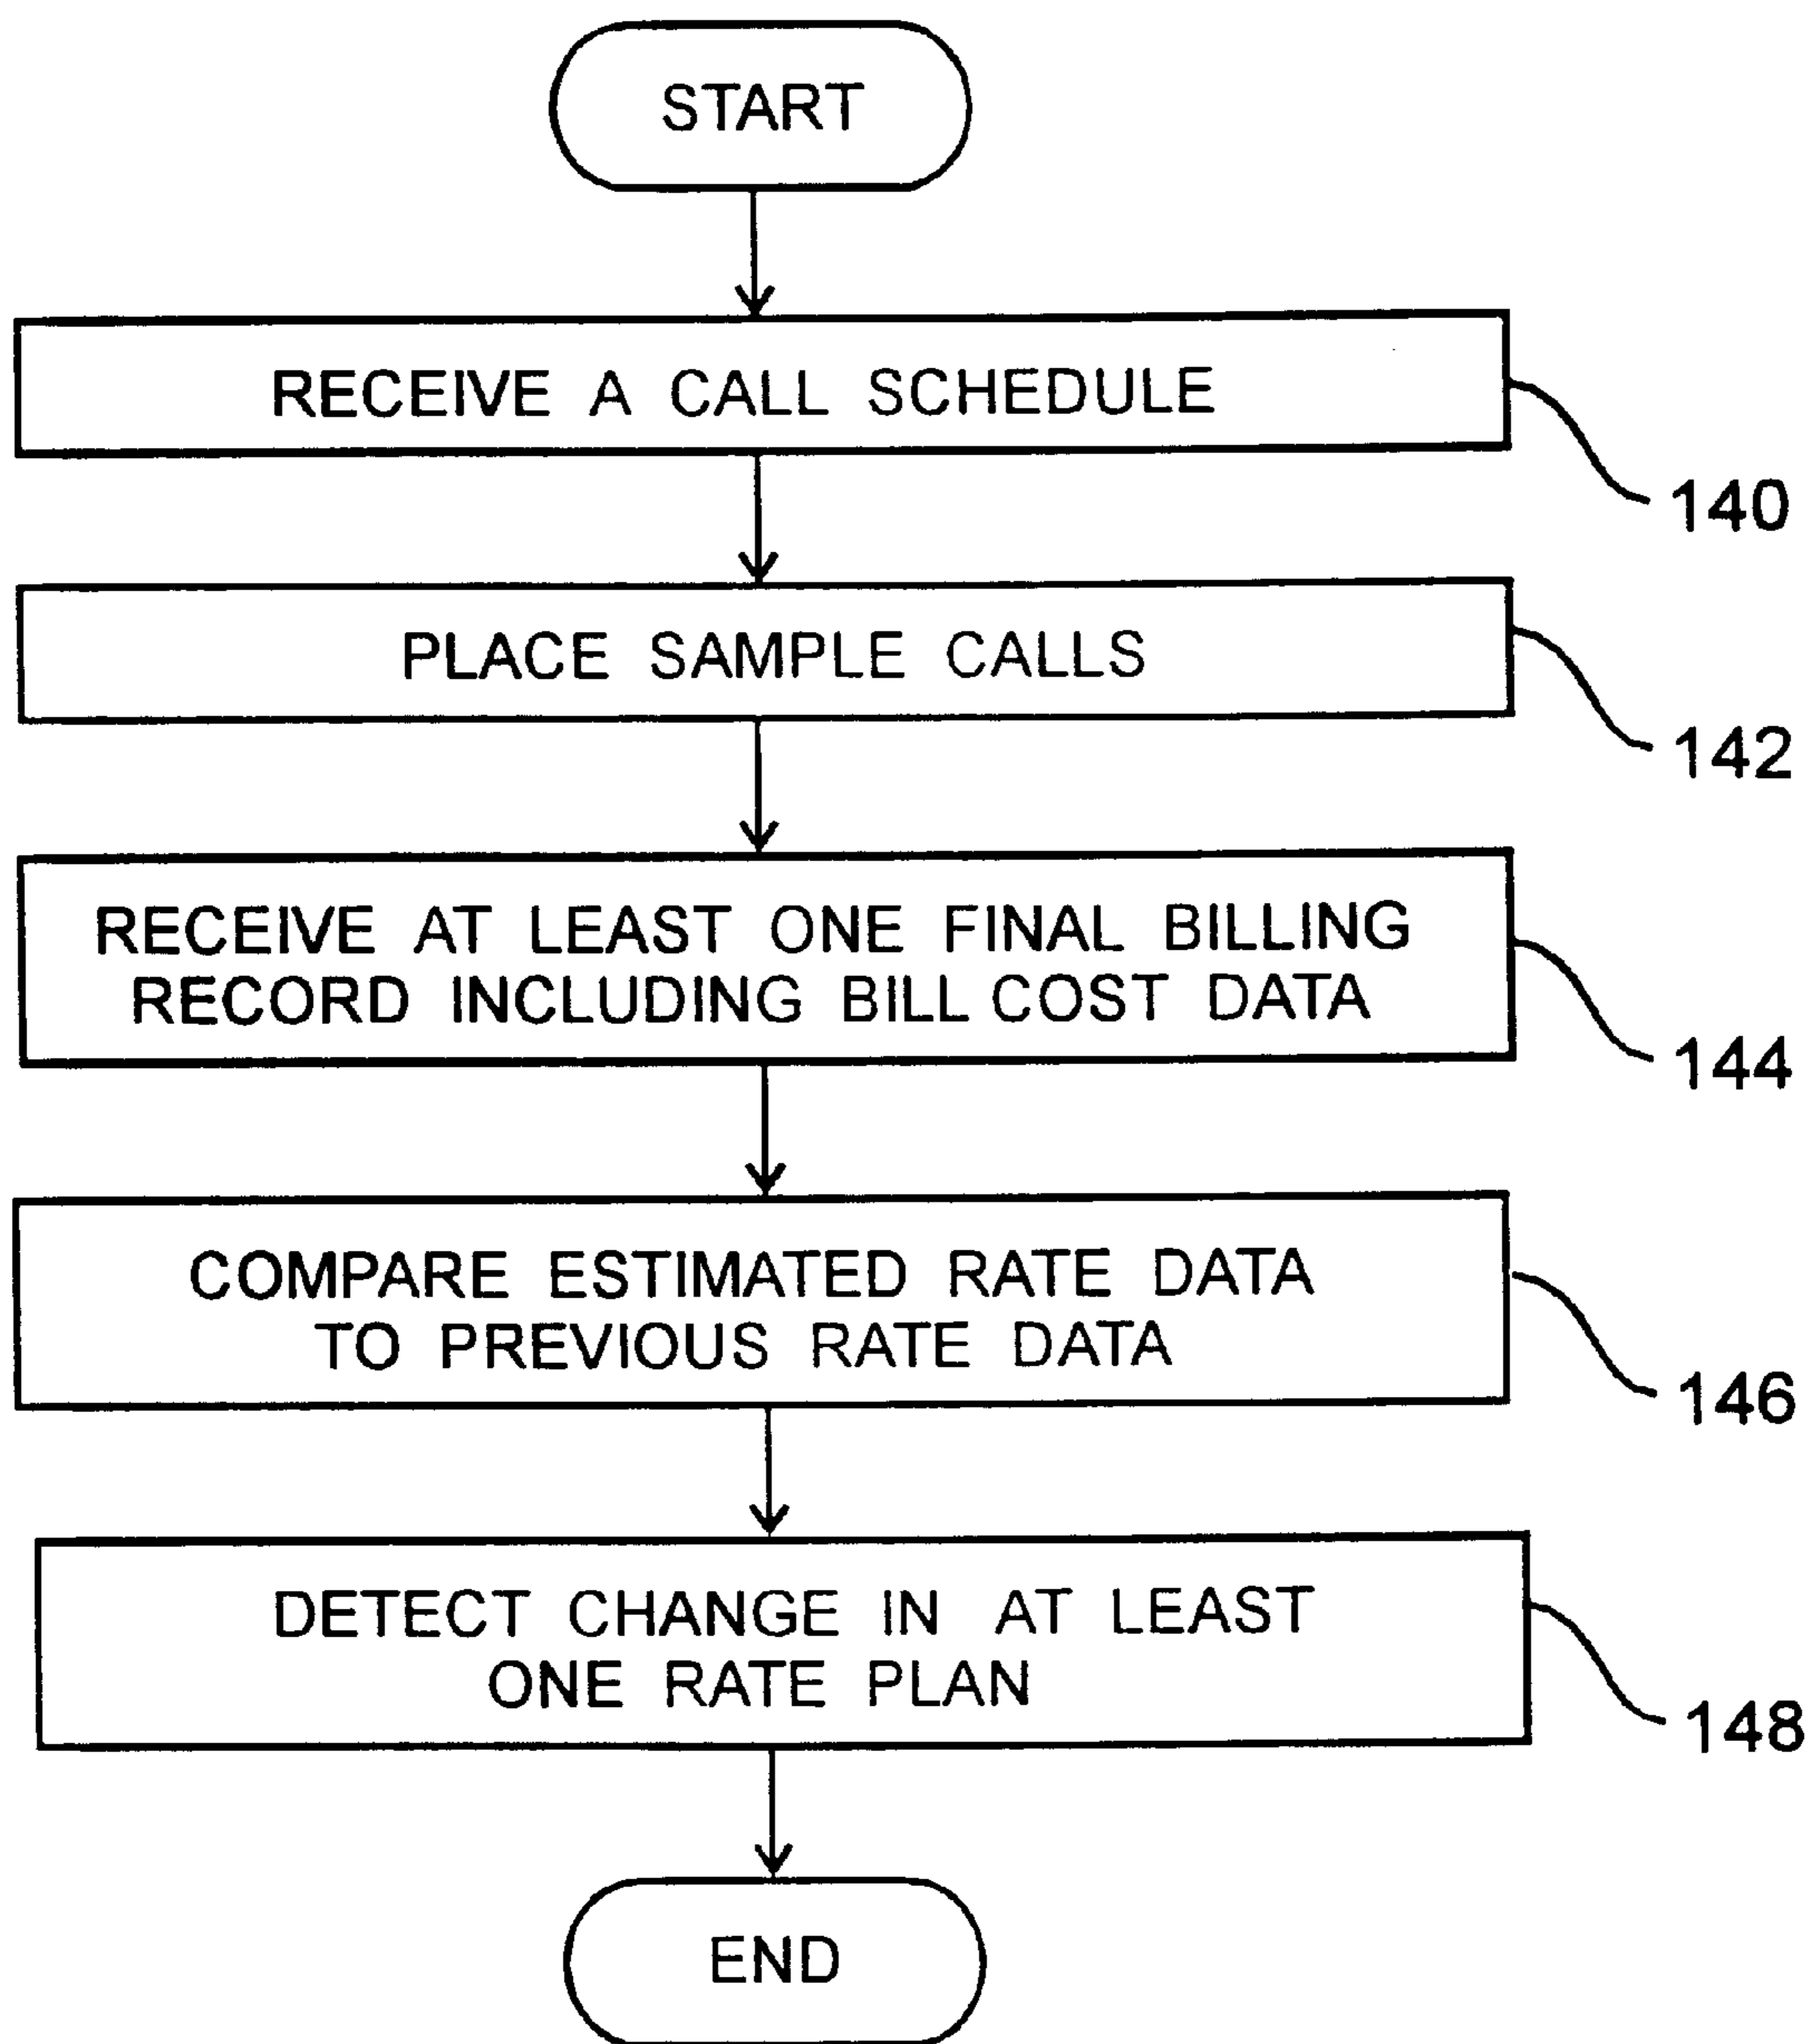 START
RECEIVE A CALL SCHEDULE
140
PLACE SAMPLE CALLS
142
RECEIVE AT LEAST ONE FINAL BILLING
RECORD INCLUDING BILL COST DATA
144
COMPARE ESTIMATED RATE DATA
TO PREVIOUS RATE DATA
146
DETECT CHANGE IN AT LEAST
ONE RATE PLAN
148
END